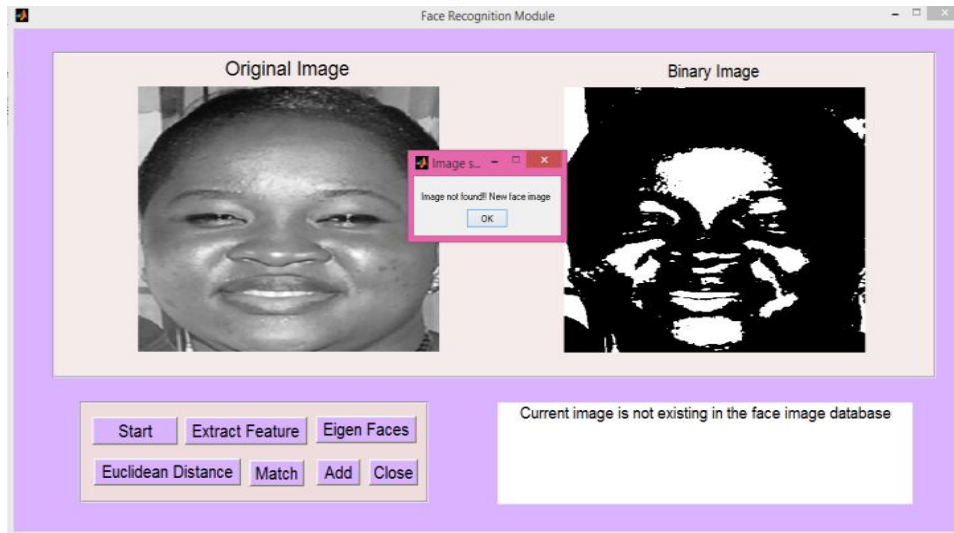 Face Recognition Module
Original Image
Binary Image
Image s...
Image not found!! New face image
OK
Start
Extract Feature
Eigen Faces
Euclidean Distance
Match
Add
Close
Current image is not existing in the face image database